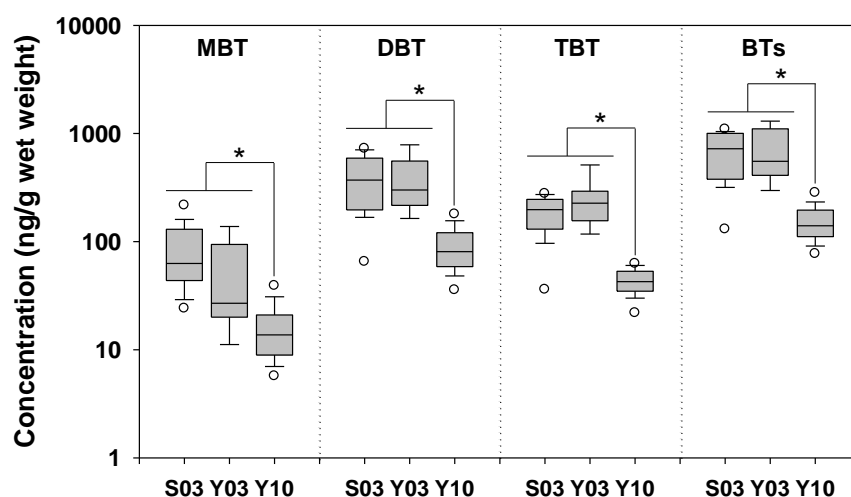 Concentration (ng/g wet weight)
10000
1000
100
10
1
MBT
DBT
TBT
BTs
*
*
*
*
S03 Y03 Y10
S03 Y03 Y10
S03 Y03 Y10
S03 Y03 Y10